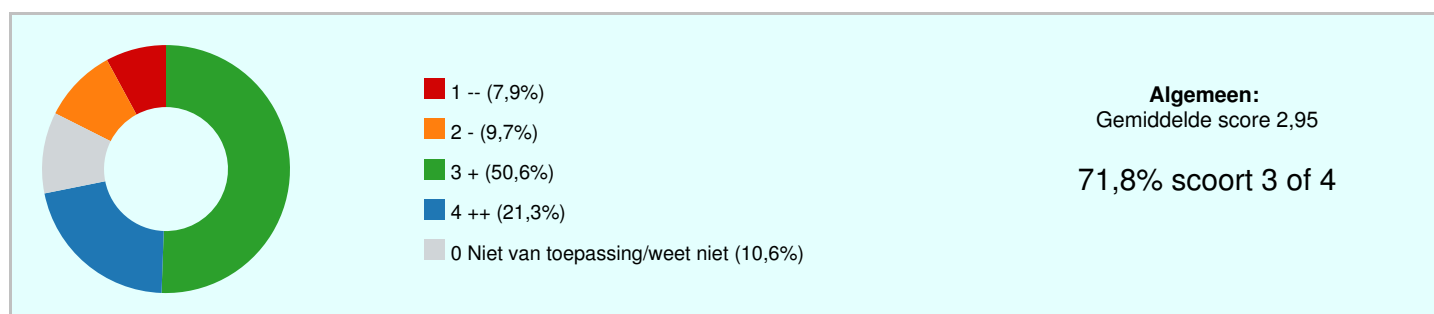 1 -- (7,9%)
2 - (9,7%)
3 + (50,6%)
4 ++ (21,3%)
0 Niet van toepassing/weet niet (10,6%)
Algemeen:
Gemiddelde score 2,95
71,8% scoort 3 of 4